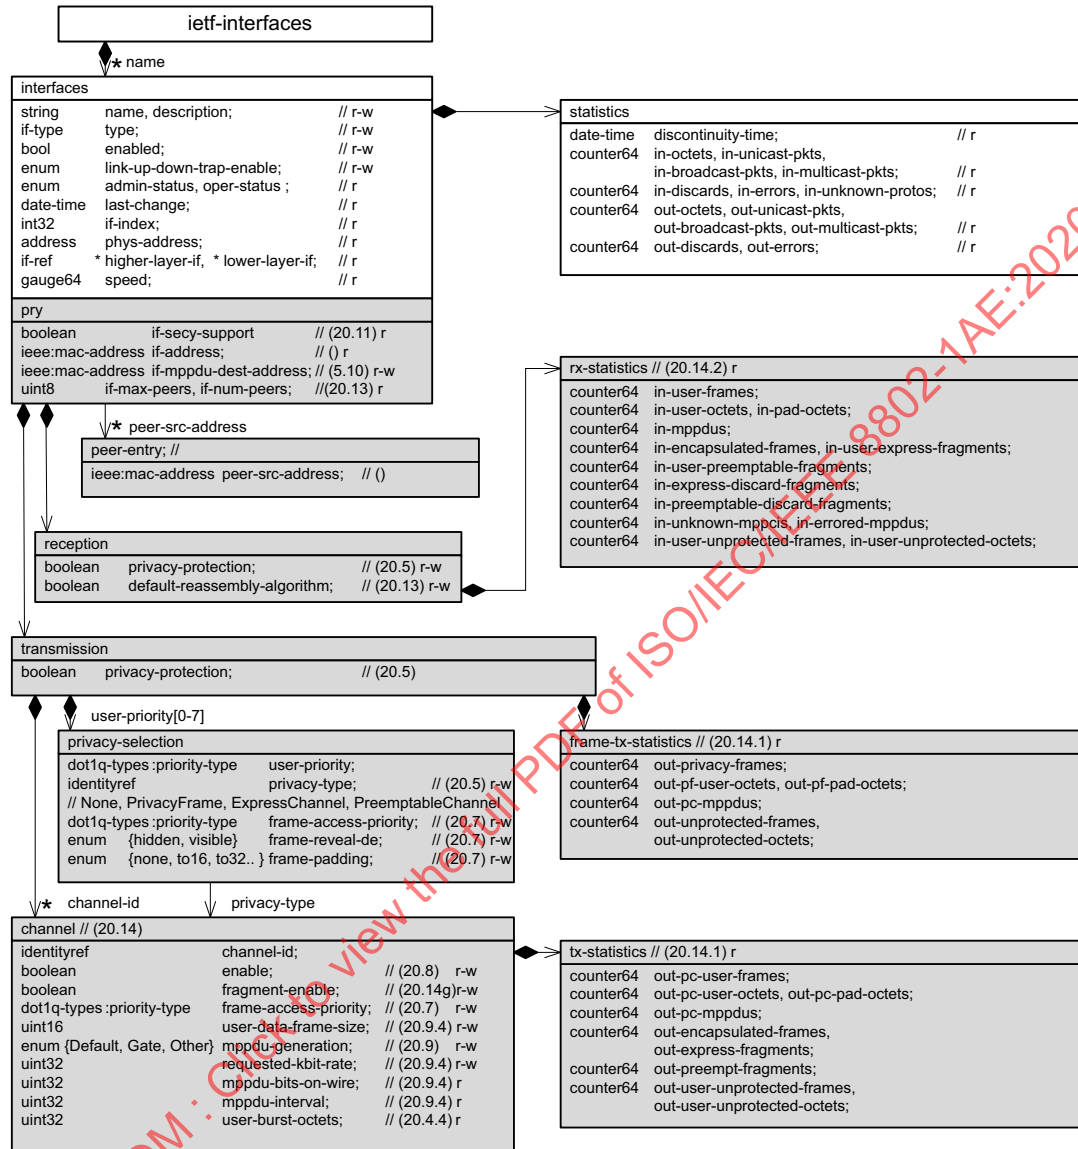 ietf-interfaces
* name
interfaces
string name, description; // r-w
if-type type; // r-w
bool enabled; // r-w
enum link-up-down-trap-enable; // r-w
enum admin-status, oper-status ; // r
date-time last-change; // r
int32 if-index; // r
address phys-address; // r
if-ref * higher-layer-if, * lower-layer-if; // r
gauge64 speed; // r
pry
boolean if-secy-support // (20.11) r
ieee:mac-address if-address; // () r
ieee:mac-address if-mppdu-dest-address; // (5.10) r-w
uint8 if-max-peers, if-num-peers; //(20.13) r
statistics
date-time discontinuity-time; // r
counter64 in-octets, in-unicast-pkts,
in-broadcast-pkts, in-multicast-pkts; // r
counter64 in-discards, in-errors, in-unknown-protos; // r
counter64 out-octets, out-unicast-pkts,
out-broadcast-pkts, out-multicast-pkts; // r
counter64 out-discards, out-errors; // r
* peer-src-address
peer-entry; //
ieee:mac-address peer-src-address; // ()
rx-statistics // (20.14.2) r
counter64 in-user-frames;
counter64 in-user-octets, in-pad-octets;
counter64 in-mppdus;
counter64 in-encapsulated-frames, in-user-express-fragments;
counter64 in-user-preemptable-fragments;
counter64 in-express-discard-fragments;
counter64 in-preemptable-discard-fragments;
counter64 in-unknown-mppcis, in-errored-mppdus;
counter64 in-user-unprotected-frames, in-user-unprotected-octets;
reception
boolean privacy-protection; // (20.5) r-w
boolean default-reassembly-algorithm; // (20.13) r-w
transmission
boolean privacy-protection; // (20.5)
user-priority[0-7]
privacy-selection
dot1q-types :priority-type user-priority;
identityref privacy-type; // (20.5) r-w
// None, PrivacyFrame, ExpressChannel, PreemptableChannel
dot1q-types :priority-type frame-access-priority; // (20.7) r-w
enum {hidden, visible} frame-reveal-de; // (20.7) r-w
enum {none, to16, to32.. } frame-padding; // (20.7) r-w
frame-tx-statistics // (20.14.1) r
counter64 out-privacy-frames;
counter64 out-pf-user-octets, out-pf-pad-octets;
counter64 out-pc-mppdus;
counter64 out-unprotected-frames,
out-unprotected-octets;
* channel-id privacy-type
channel // (20.14)
identityref channel-id;
boolean enable; // (20.8) r-w
boolean fragment-enable; // (20.14g)r-w
dot1q-types :priority-type frame-access-priority; // (20.7) r-w
uint16 user-data-frame-size; // (20.9.4) r-w
enum {Default, Gate, Other} mppdu-generation; // (20.9) r-w
uint32 requested-kbit-rate; // (20.9.4) r-w
uint32 mppdu-bits-on-wire; // (20.9.4) r
uint32 mppdu-interval; // (20.9.4) r
uint32 user-burst-octets; // (20.4.4) r
tx-statistics // (20.14.1) r
counter64 out-pc-user-frames;
counter64 out-pc-user-octets, out-pc-pad-octets;
counter64 out-pc-mppdus;
counter64 out-encapsulated-frames,
out-express-fragments;
counter64 out-preempt-fragments;
counter64 out-user-unprotected-frames,
out-user-unprotected-octets;
OM : Click to view the full PDF of ISO/IEC/IEEE 8802-1AE:2020